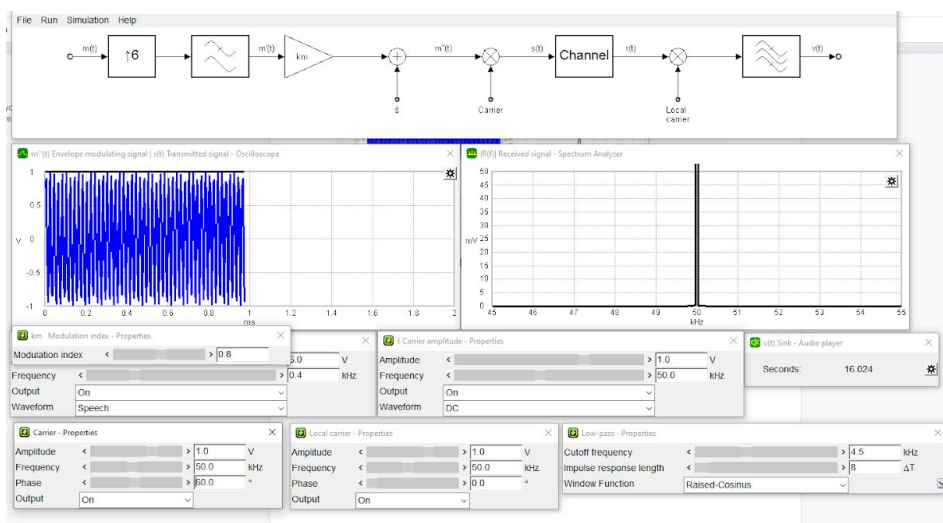 File Run Simulation Help
m(t) ↑6 m'(t) km m"(t) s(t) Channel r(t) v(t)
š Carrier Local
carrier
m"(t) Envelope modulating signal | s(t) Transmitted signal - Oscilloscope
1
0.5
V 0
-0.5
-1
0 0.2 0.4 0.6 0.8 1.0 1.2 1.4 1.6 1.8 2
ms
|R(f)| Received signal - Spectrum Analyzer
50
45
40
35
30
mV 25
20
15
10
5
0
45 46 47 48 49 50 51 52 53 54 55
kHz
km Modulation index - Properties
Modulation index < > 0.8
5.0 V
Frequency < > 0.4 kHz
Output On
Waveform Speech
š Carrier amplitude - Properties
Amplitude < > 1.0 V
Frequency < > 50.0 kHz
Output On
Waveform DC
v(t) Sink - Audio player
Seconds: 16.024
Carrier - Properties
Amplitude < > 1.0 V
Frequency < > 50.0 kHz
Phase < > 60.0 °
Output On
Local carrier - Properties
Amplitude < > 1.0 V
Frequency < > 50.0 kHz
Phase < > 0.0 °
Output On
Low-pass - Properties
Cutoff frequency < > 4.5 kHz
Impulse response length < > 8 ΔT
Window Function Raised-Cosinus